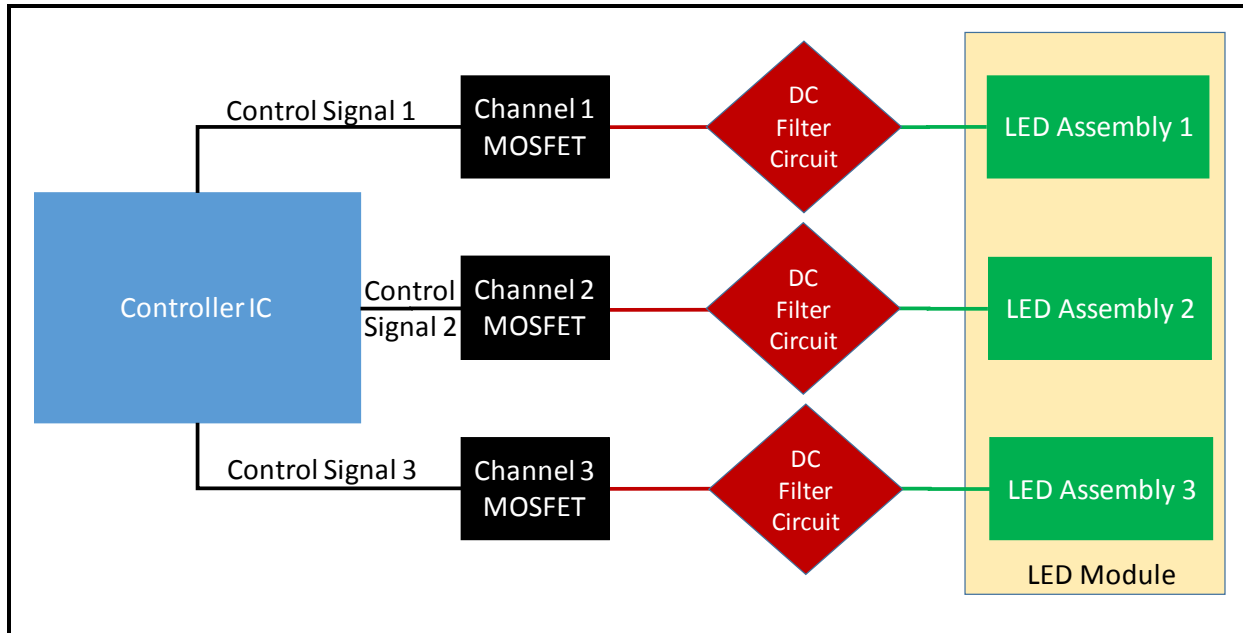 Control Signal 1
Channel 1
MOSFET
DC
Filter
Circuit
LED Assembly 1
Controller IC
Control
Signal 2
Channel 2
MOSFET
DC
Filter
Circuit
LED Assembly 2
Control Signal 3
Channel 3
MOSFET
DC
Filter
Circuit
LED Assembly 3
LED Module